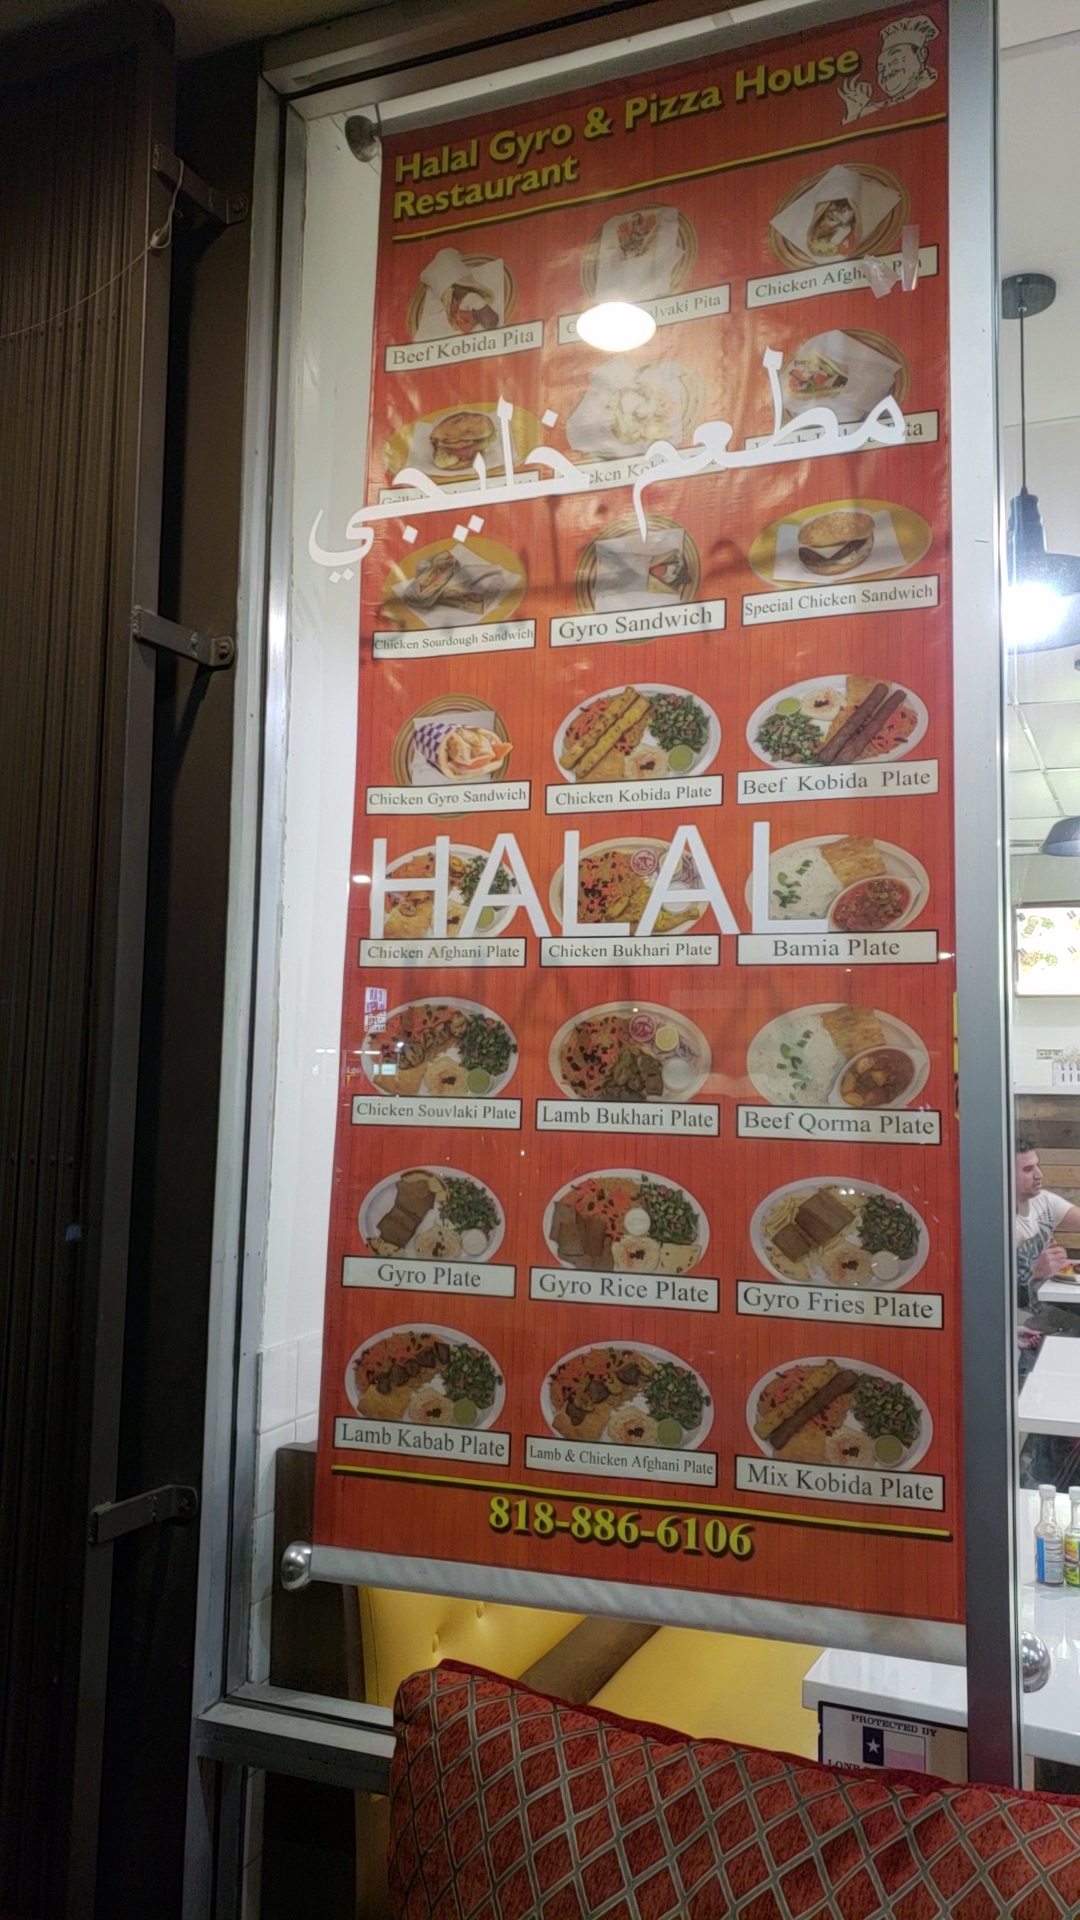 Halal Gyro & Pizza House
Restaurant
Beef Kobida Pita
Pita
Chicken
مطعم خليجي
Chicken Sourdough Sandwich
Gyro Sandwich
Special Chicken Sandwich
Chicken Gyro Sandwich
Chicken Kobida Plate
Beef Kobida Plate
HALAL
Chicken Afghani Plate
Chicken Bukhari Plate
Bamia Plate
Chicken Souvlaki Plate
Lamb Bukhari Plate
Beef Qorma Plate
Gyro Plate
Gyro Rice Plate
Gyro Fries Plate
Lamb Kabab Plate
Lamb & Chicken Afghani Plate
Mix Kobida Plate
818-886-6106
PROTECTED BY